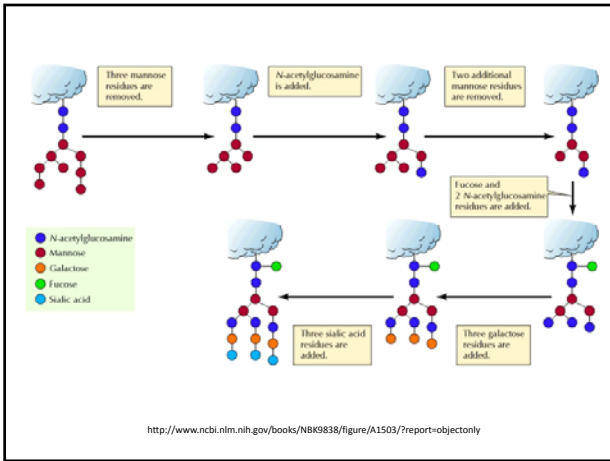 Three mannose
residues are
removed.
N-acetylglucosamine
is added.
Two additional
mannose residues
are removed.
Fucose and
2 N-acetylglucosamine
residues are added.
N-acetylglucosamine
Mannose
Galactose
Fucose
Sialic acid
Three sialic acid
residues are
added.
Three galactose
residues are
added.
http://www.ncbi.nlm.nih.gov/books/NBK9838/figure/A1503/?report=objectonly